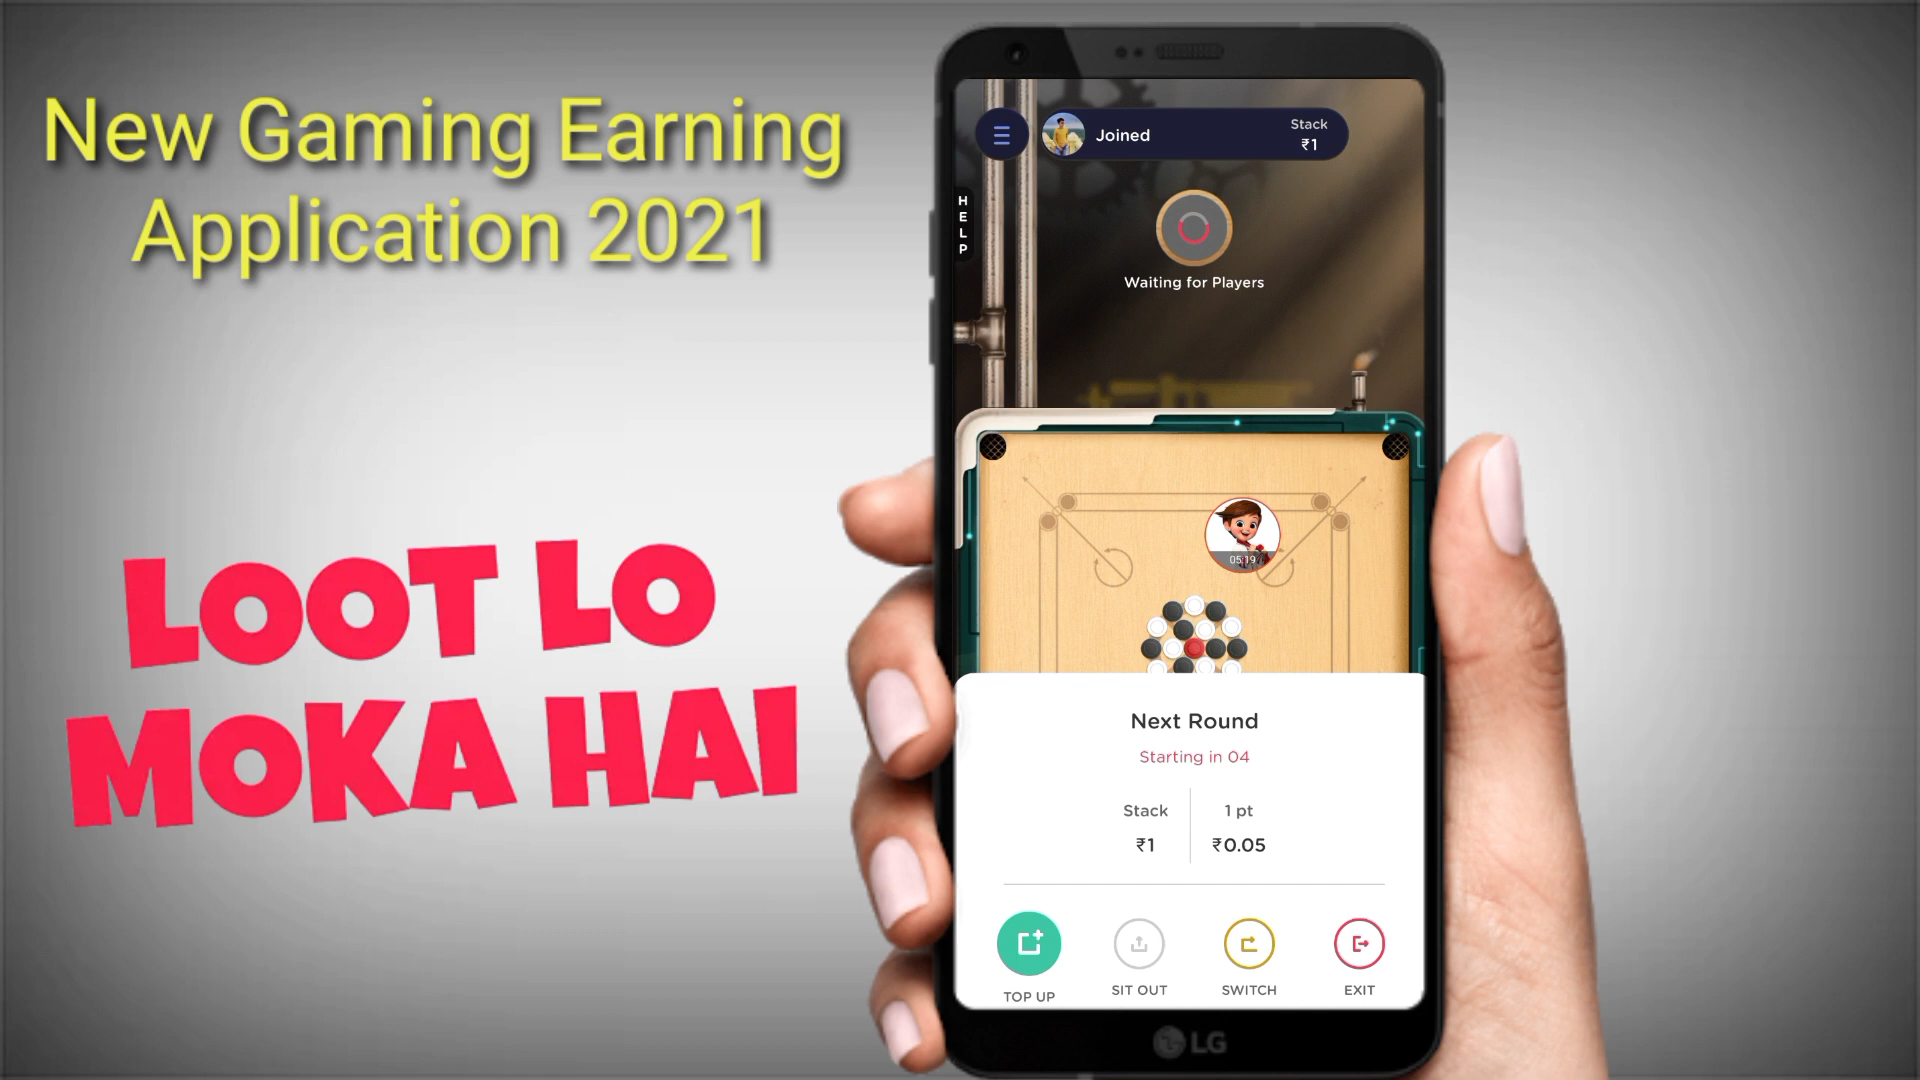 New Gaming Earning
Application 2021
LOOT LO
MOKA HAI
Joined
Stack
₹1
HELP
Waiting for Players
05:19
Next Round
Starting in 04
Stack
1 pt
₹1
₹0.05
TOP UP
SIT OUT
SWITCH
EXIT
LG